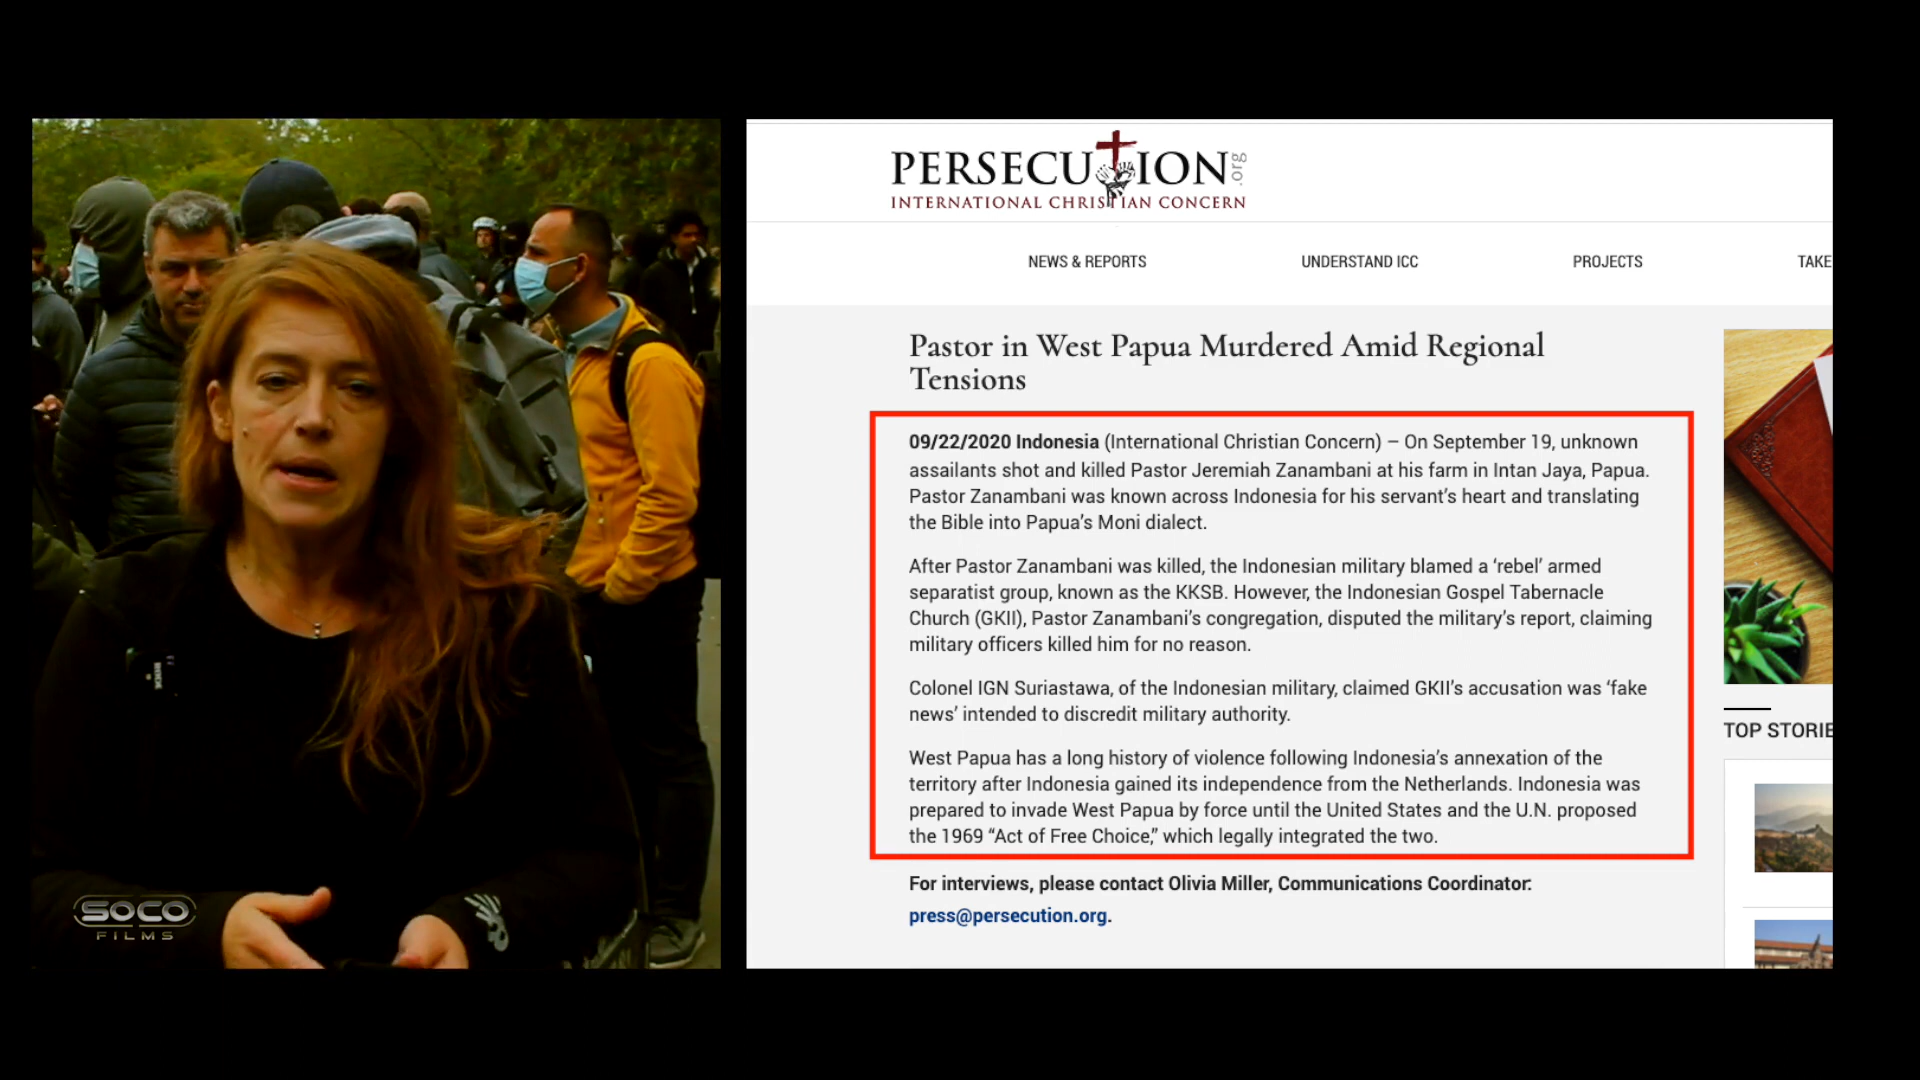 SOCO
FILMS
PERSECUTION.org
INTERNATIONAL CHRISTIAN CONCERN
NEWS & REPORTS
UNDERSTAND ICC
PROJECTS
TAKE
Pastor in West Papua Murdered Amid Regional
Tensions
09/22/2020 Indonesia (International Christian Concern) – On September 19, unknown
assailants shot and killed Pastor Jeremiah Zanambani at his farm in Intan Jaya, Papua.
Pastor Zanambani was known across Indonesia for his servant’s heart and translating
the Bible into Papua’s Moni dialect.
After Pastor Zanambani was killed, the Indonesian military blamed a ‘rebel’ armed
separatist group, known as the KKSB. However, the Indonesian Gospel Tabernacle
Church (GKII), Pastor Zanambani’s congregation, disputed the military’s report, claiming
military officers killed him for no reason.
Colonel IGN Suriastawa, of the Indonesian military, claimed GKII’s accusation was ‘fake
news’ intended to discredit military authority.
West Papua has a long history of violence following Indonesia’s annexation of the
territory after Indonesia gained its independence from the Netherlands. Indonesia was
prepared to invade West Papua by force until the United States and the U.N. proposed
the 1969 “Act of Free Choice,” which legally integrated the two.
For interviews, please contact Olivia Miller, Communications Coordinator:
press@persecution.org.
TOP STORIE